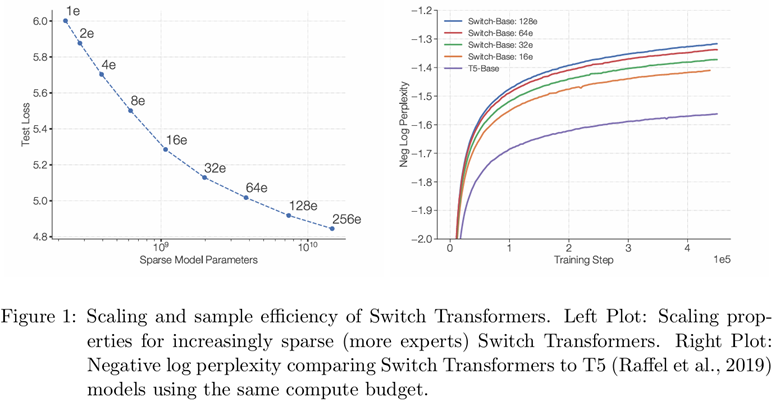 6.0
5.8
5.6
5.4
5.2
5.0
4.8
Test Loss
1e
2e
4e
8e
16e
32e
64e
128e
256e
10⁹
10¹⁰
Sparse Model Parameters
−1.2
−1.3
−1.4
−1.5
−1.6
−1.7
−1.8
−1.9
−2.0
Neg Log Perplexity
Switch-Base: 128e
Switch-Base: 64e
Switch-Base: 32e
Switch-Base: 16e
T5-Base
0
1
2
3
4
1e5
Training Step
Figure 1: Scaling and sample efficiency of Switch Transformers. Left Plot: Scaling prop-
erties for increasingly sparse (more experts) Switch Transformers. Right Plot:
Negative log perplexity comparing Switch Transformers to T5 (Raffel et al., 2019)
models using the same compute budget.